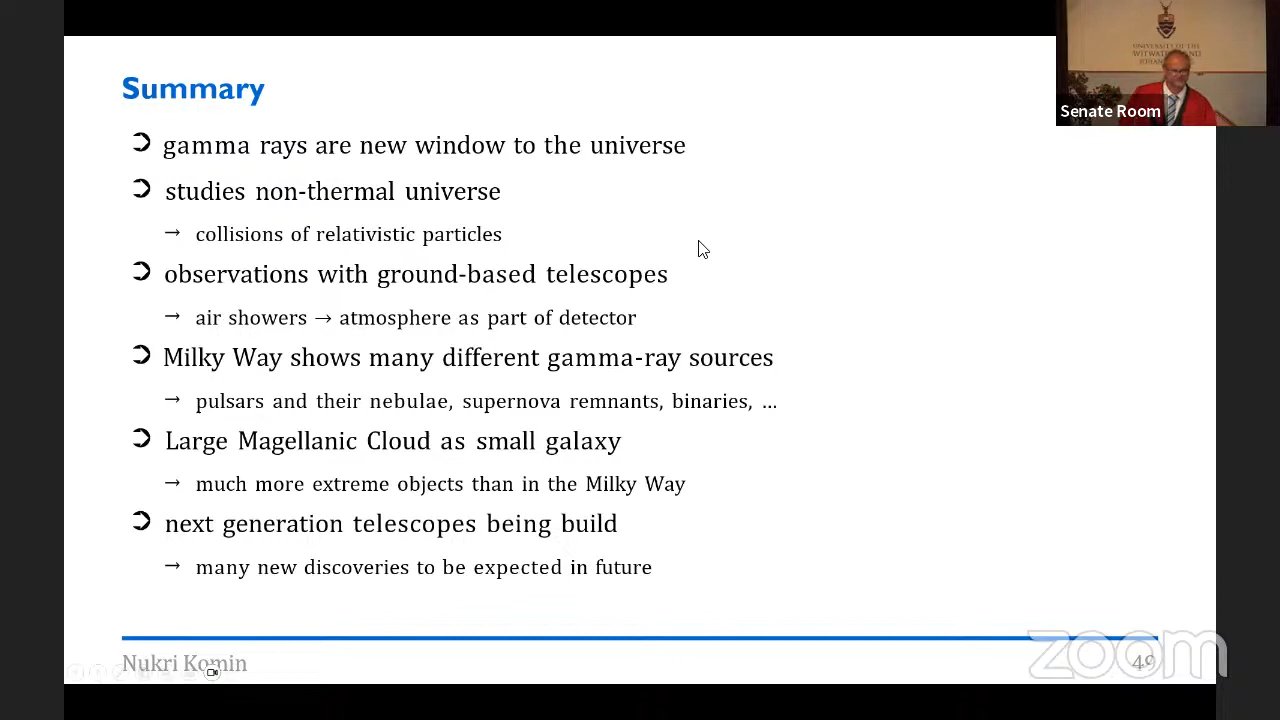 Summary
➲ gamma rays are new window to the universe
➲ studies non-thermal universe
→ collisions of relativistic particles
➲ observations with ground-based telescopes
→ air showers → atmosphere as part of detector
➲ Milky Way shows many different gamma-ray sources
→ pulsars and their nebulae, supernova remnants, binaries, ...
➲ Large Magellanic Cloud as small galaxy
→ much more extreme objects than in the Milky Way
➲ next generation telescopes being build
→ many new discoveries to be expected in future
Nukri Komin
49
zoom
UNIVERSITY OF THE
Senate Room